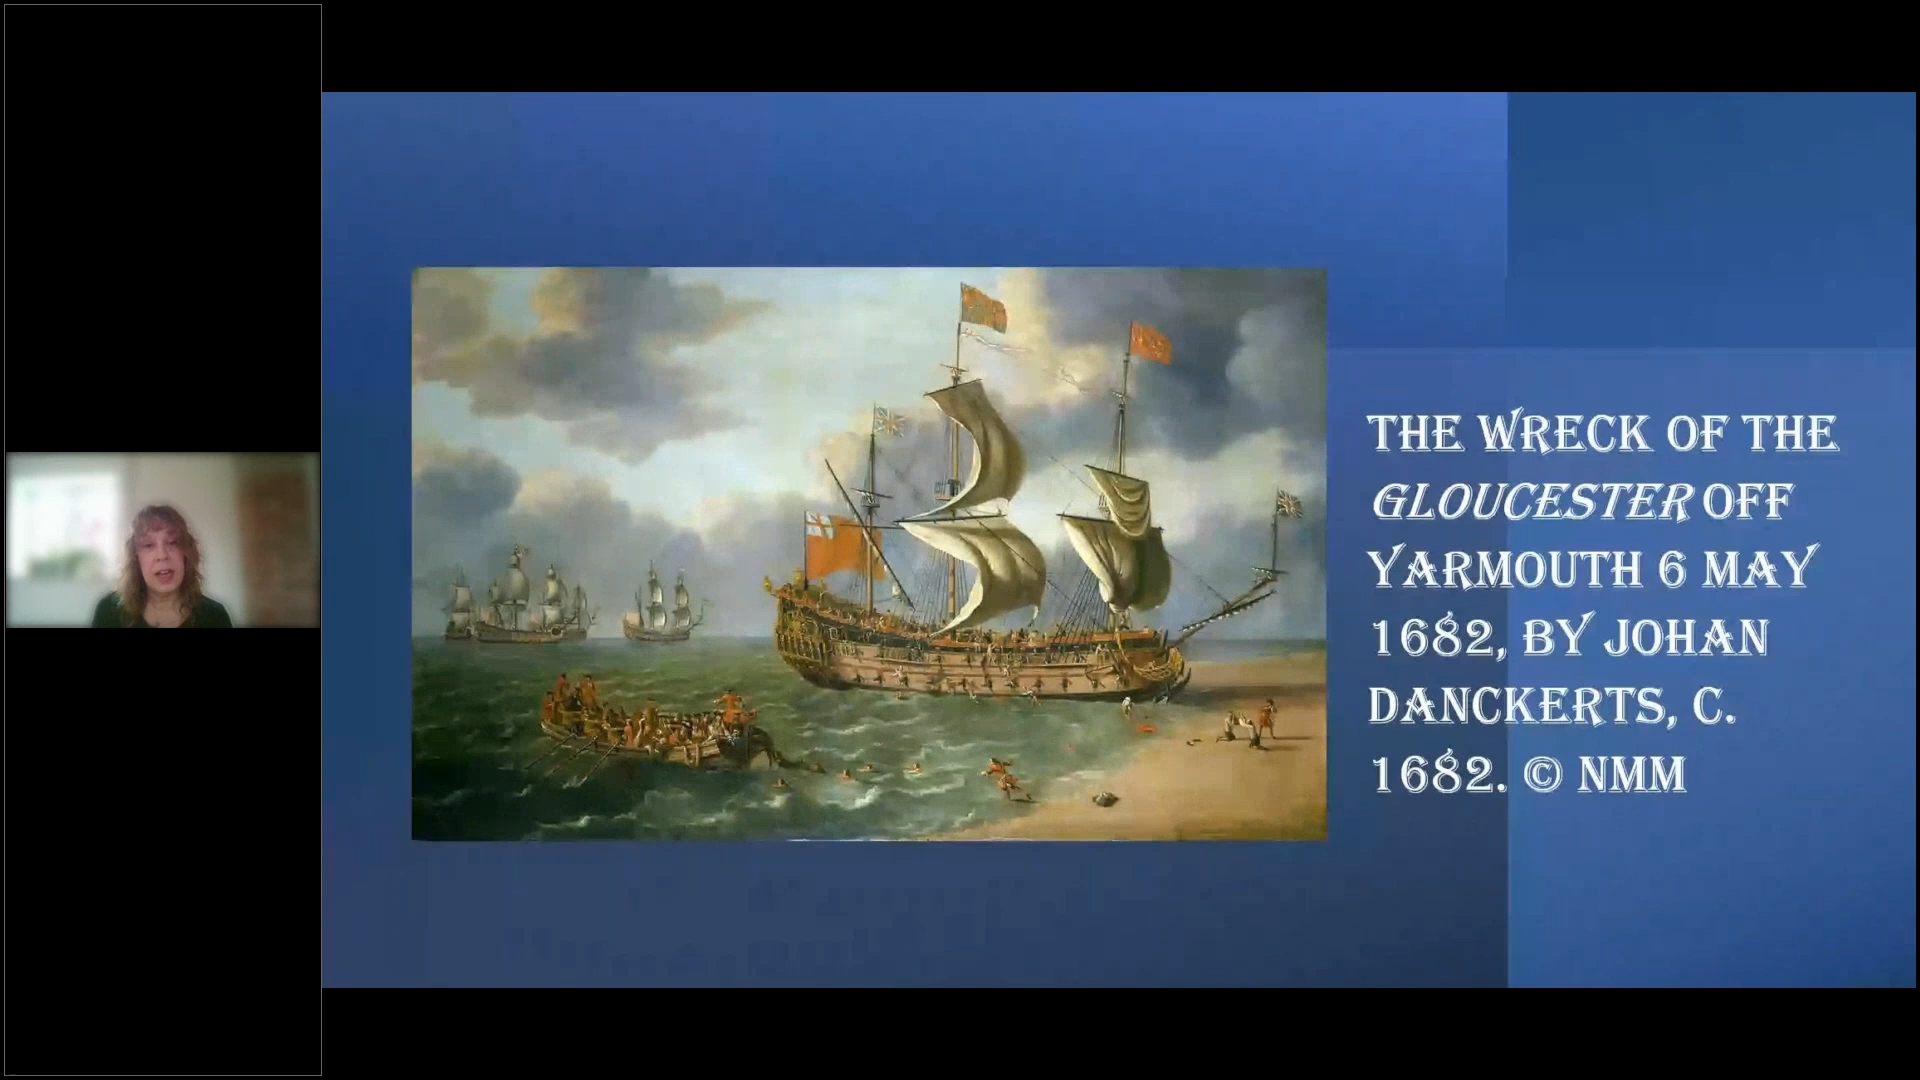 THE WRECK OF THE
GLOUCESTER OFF
YARMOUTH 6 MAY
1682, BY JOHAN
DANCKERTS, C.
1682. © NMM